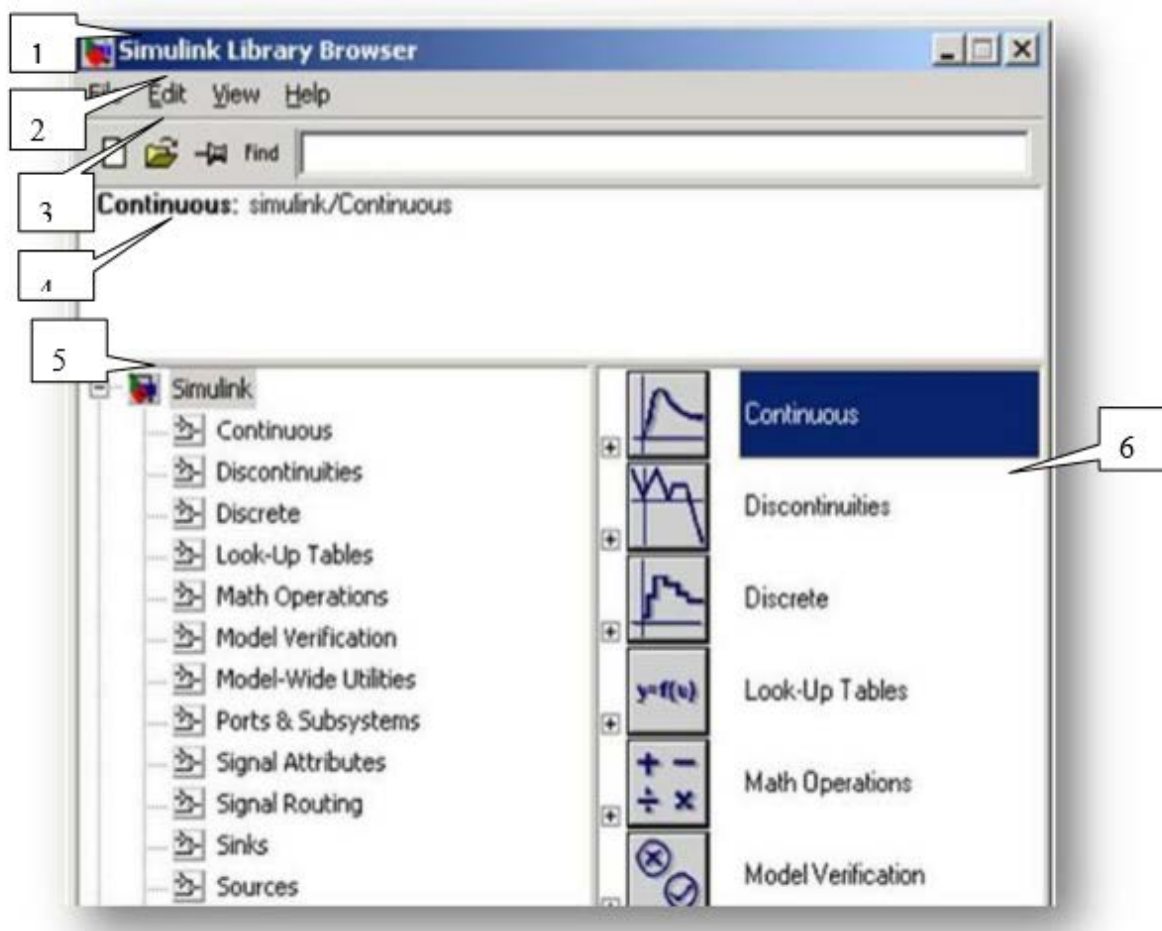 1
Simulink Library Browser
2
File Edit View Help
3
Find
Continuous: simulink/Continuous
4
5
Simulink
Continuous
Discontinuities
Discrete
Look-Up Tables
Math Operations
Model Verification
Model-Wide Utilities
Ports & Subsystems
Signal Attributes
Signal Routing
Sinks
Sources
Continuous
6
Discontinuities
Discrete
y=f(u)
Look-Up Tables
Math Operations
Model Verification